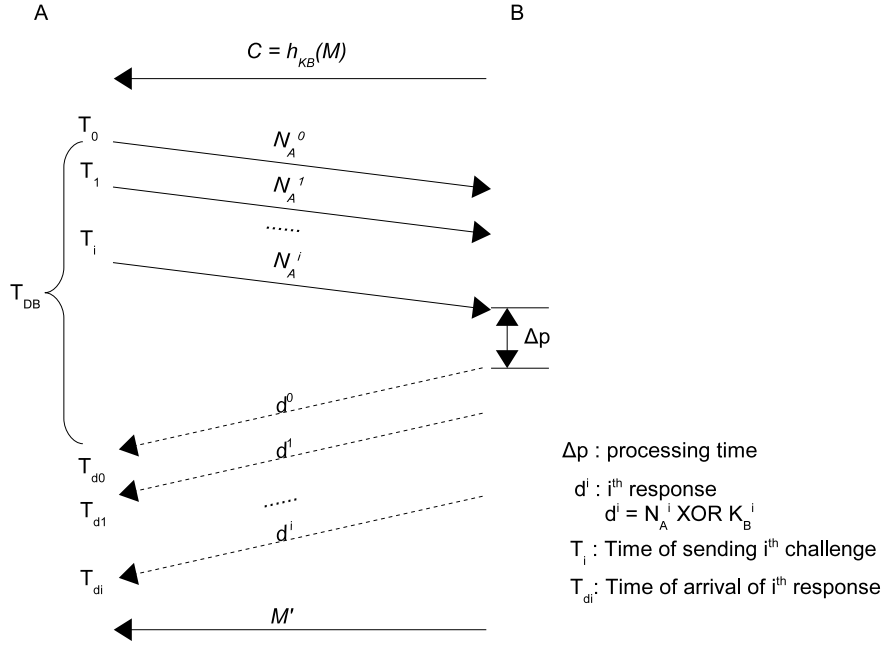 A B
C = h_KB(M)
T_0
N_A^0
T_1
N_A^1
......
T_i
N_A^i
T_DB
Δp
d^0
d^1
T_d0
......
T_d1
d^i
T_di
M'
Δp : processing time
d^i : i^th response
d^i = N_A^i XOR K_B^i
T_i : Time of sending i^th challenge
T_di: Time of arrival of i^th response